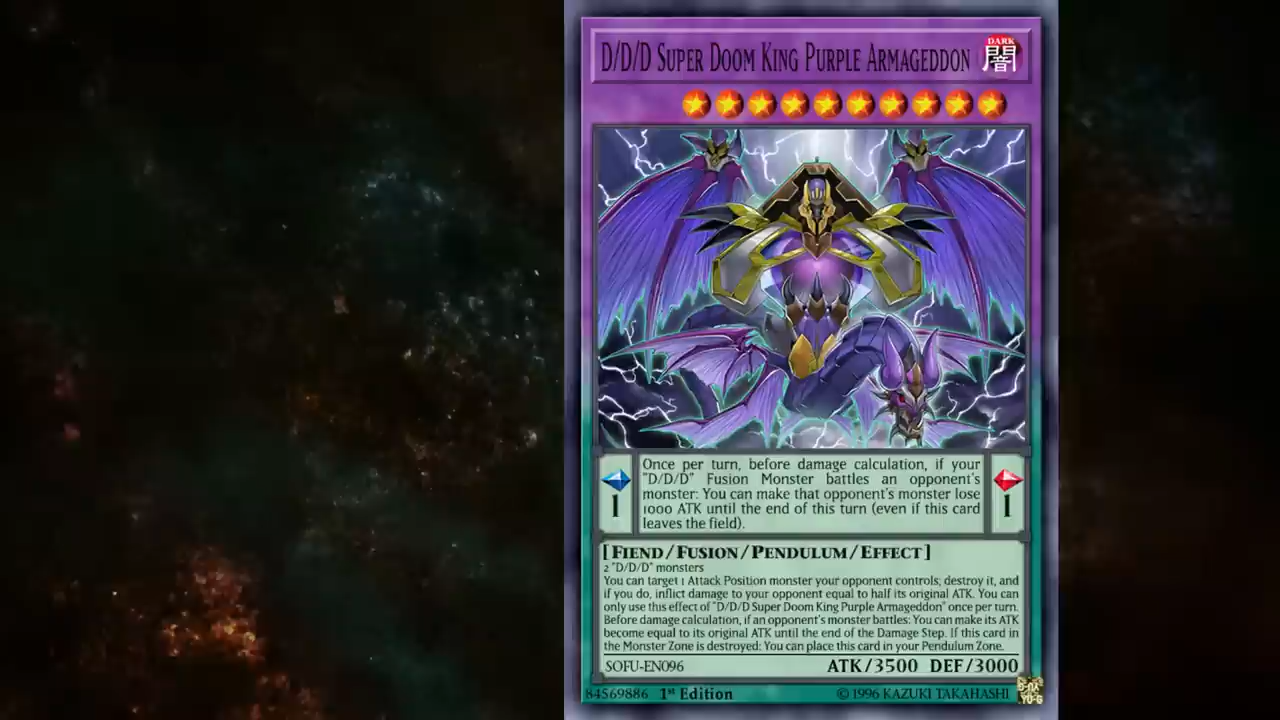 D/D/D SUPER DOOM KING PURPLE ARMAGEDDON
DARK
闇
Once per turn, before damage calculation, if your
"D/D/D" Fusion Monster battles an opponent's
monster: You can make that opponent's monster lose
1000 ATK until the end of this turn (even if this card
leaves the field).
1
1
[FIEND/FUSION/PENDULUM/EFFECT]
2 "D/D/D" monsters
You can target 1 Attack Position monster your opponent controls; destroy it, and
if you do, inflict damage to your opponent equal to half its original ATK. You can
only use this effect of "D/D/D Super Doom King Purple Armageddon" once per turn.
Before damage calculation, if an opponent's monster battles: You can make its ATK
become equal to its original ATK until the end of the Damage Step. If this card in
the Monster Zone is destroyed: You can place this card in your Pendulum Zone.
SOFU-EN096
ATK/3500 DEF/3000
84569886 1st Edition
© 1996 KAZUKI TAKAHASHI